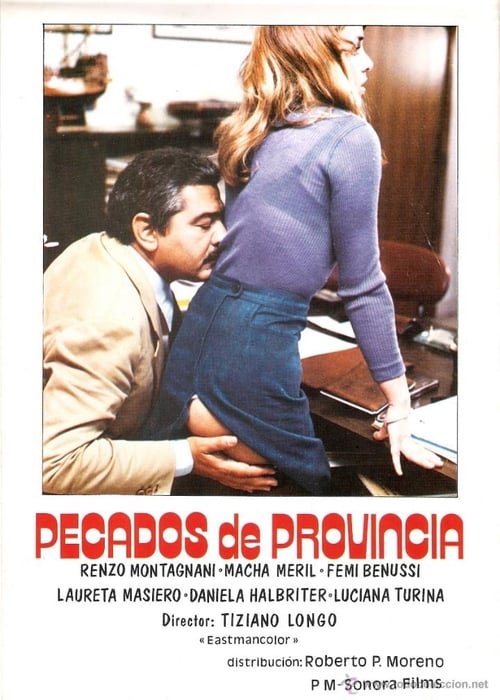 PECADOS de PROVINCIA
RENZO MONTAGNANI•MACHA MERIL•FEMI BENUSSI
LAURETA MASIERO•DANIELA HALBRITER•LUCIANA TURINA
Director: TIZIANO LONGO
«Eastmancolor»
distribución: Roberto P. Moreno
PM-Sonora Films